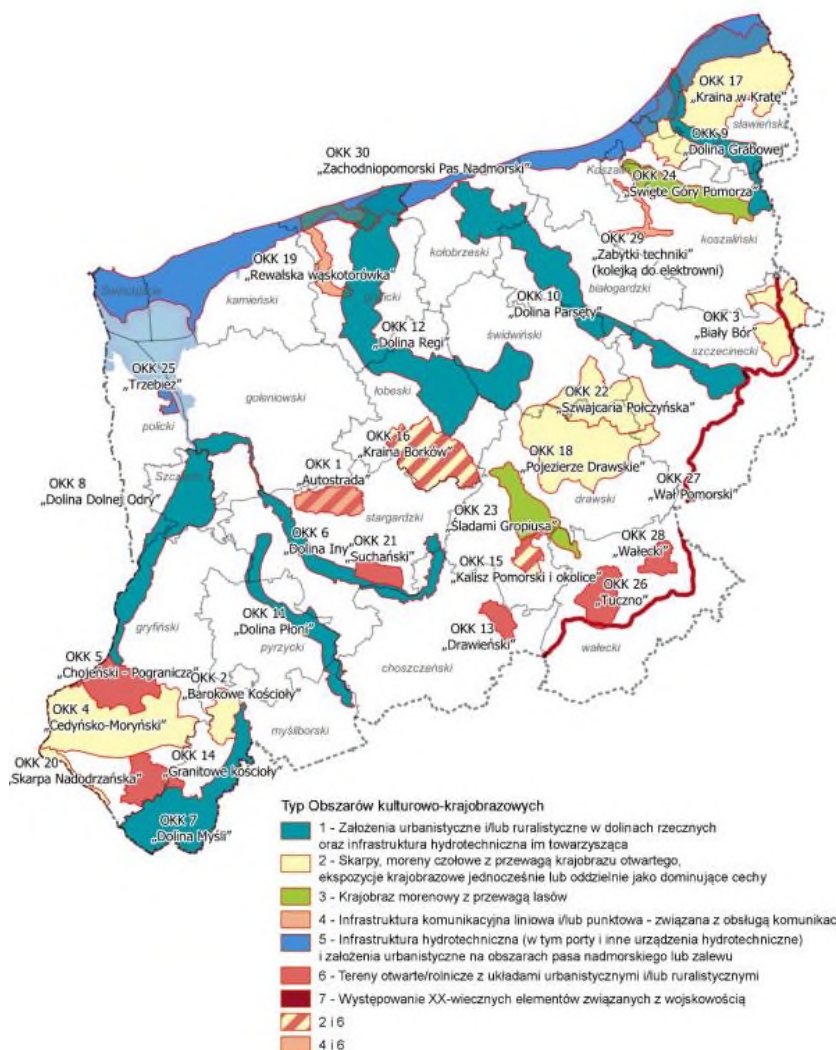 OKK 17
„Kraina w Kratę”
sławieński
OKK 9
„Dolina Grabowej”
OKK 30
„Zachodniopomorski Pas Nadmorski”
OKK 24
„Święte Góry Pomorza”
OKK 29
„Zabytki techniki”
(kolejką do elektrowni)
koszaliński
białogardzki
OKK 19
„Rewalska wąskotorówka”
kołobrzeski
kamieński
gryficki
OKK 10
„Dolina Parsęty”
OKK 3
„Biały Bór”
szczecinecki
OKK 12
„Dolina Regi”
świdwiński
OKK 25
„Trzebież”
policki
goleniowski
łobeski
OKK 22
„Szwajcaria Połczyńska”
OKK 16
„Kraina Borków”
OKK 18
„Pojezierze Drawskie”
OKK 8
„Dolina Dolnej Odry”
OKK 1
„Autostrada”
stargardzki
drawski
OKK 27
„Wał Pomorski”
OKK 23
„Śladami Gropiusa”
OKK 6
„Dolina Iny”
OKK 21
„Suchański”
OKK 28
„Wałecki”
OKK 15
„Kalisz Pomorski i okolice”
OKK 26
„Tuczno”
OKK 11
„Dolina Płoni”
gryfiński
pyrzycki
OKK 13
„Drawieński”
wałecki
choszczeński
OKK 5
„Chojeński - Pogranicza”
OKK 2
„Barokowe Kościoły”
OKK 4
„Cedyńsko-Moryński”
myśliborski
OKK 20
„Skarpa Nadodrzańska”
OKK 14
„Granitowe kościoły”
OKK 7
„Dolina Myśli”
Typ Obszarów kulturowo-krajobrazowych
1 - Założenia urbanistyczne i/lub ruralistyczne w dolinach rzecznych
oraz infrastruktura hydrotechniczna im towarzysząca
2 - Skarpy, moreny czołowe z przewagą krajobrazu otwartego,
ekspozycje krajobrazowe jednocześnie lub oddzielnie jako dominujące cechy
3 - Krajobraz morenowy z przewagą lasów
4 - Infrastruktura komunikacyjna liniowa i/lub punktowa - związana z obsługą komunikac
5 - Infrastruktura hydrotechniczna (w tym porty i inne urządzenia hydrotechniczne)
i założenia urbanistyczne na obszarach pasa nadmorskiego lub zalewu
6 - Tereny otwarte/rolnicze z układami urbanistycznymi i/lub ruralistycznymi
7 - Występowanie XX-wiecznych elementów związanych z wojskowością
2 i 6
4 i 6